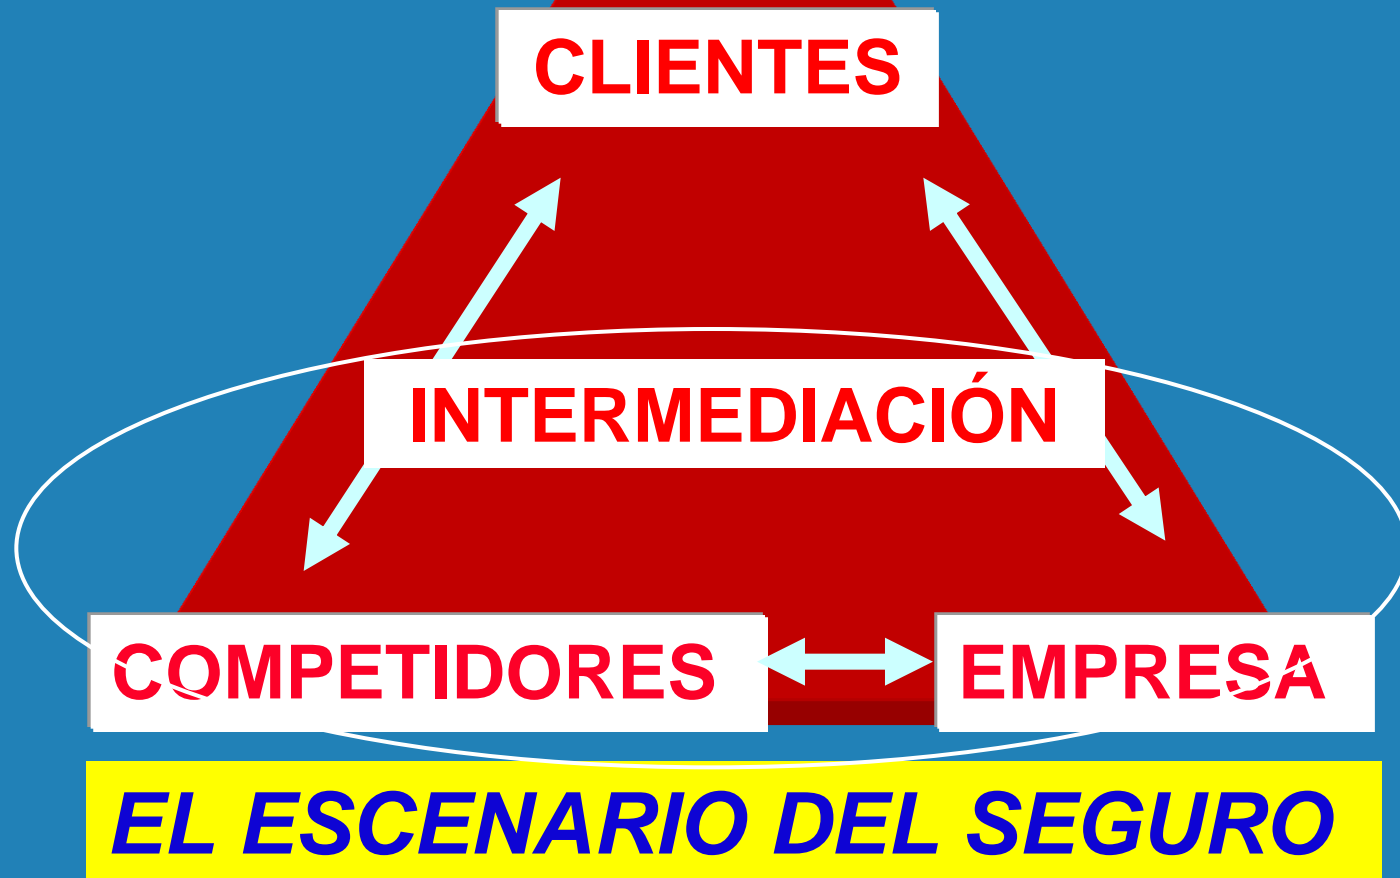 CLIENTES
INTERMEDIACIÓN
COMPETIDORES
EMPRESA
EL ESCENARIO DEL SEGURO